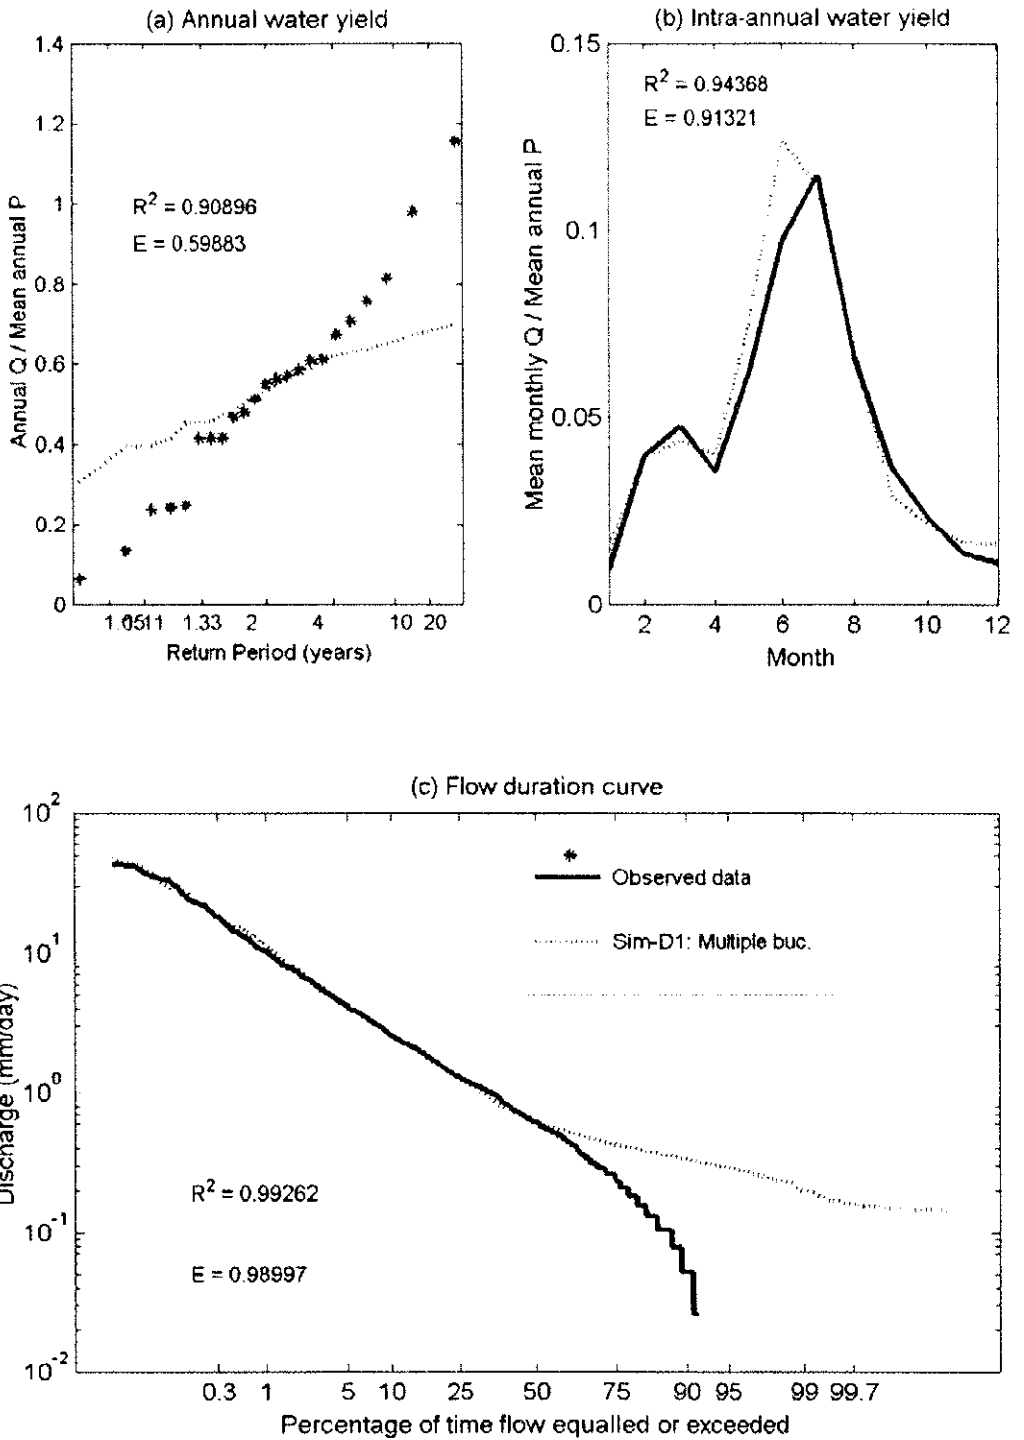 (a) Annual water yield
1.4
1.2
1
0.8
0.6
0.4
0.2
0
R² = 0.90896
E = 0.59883
Annual Q / Mean annual P
1.05 1.11 1.33 2 4 10 20
Return Period (years)
(b) Intra-annual water yield
0.15
0.1
0.05
0
R² = 0.94368
E = 0.91321
Mean monthly Q / Mean annual P
2 4 6 8 10 12
Month
(c) Flow duration curve
10²
10¹
10⁰
10⁻¹
10⁻²
Discharge (mm/day)
Observed data
Sim-D1: Multiple buc.
R² = 0.99262
E = 0.98997
0.3 1 5 10 25 50 75 90 95 99 99.7
Percentage of time flow equalled or exceeded